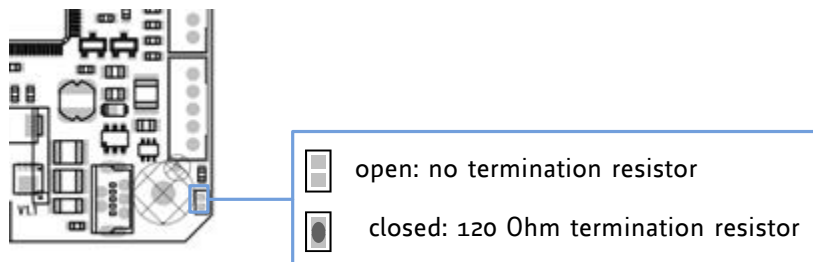 open: no termination resistor
closed: 120 Ohm termination resistor